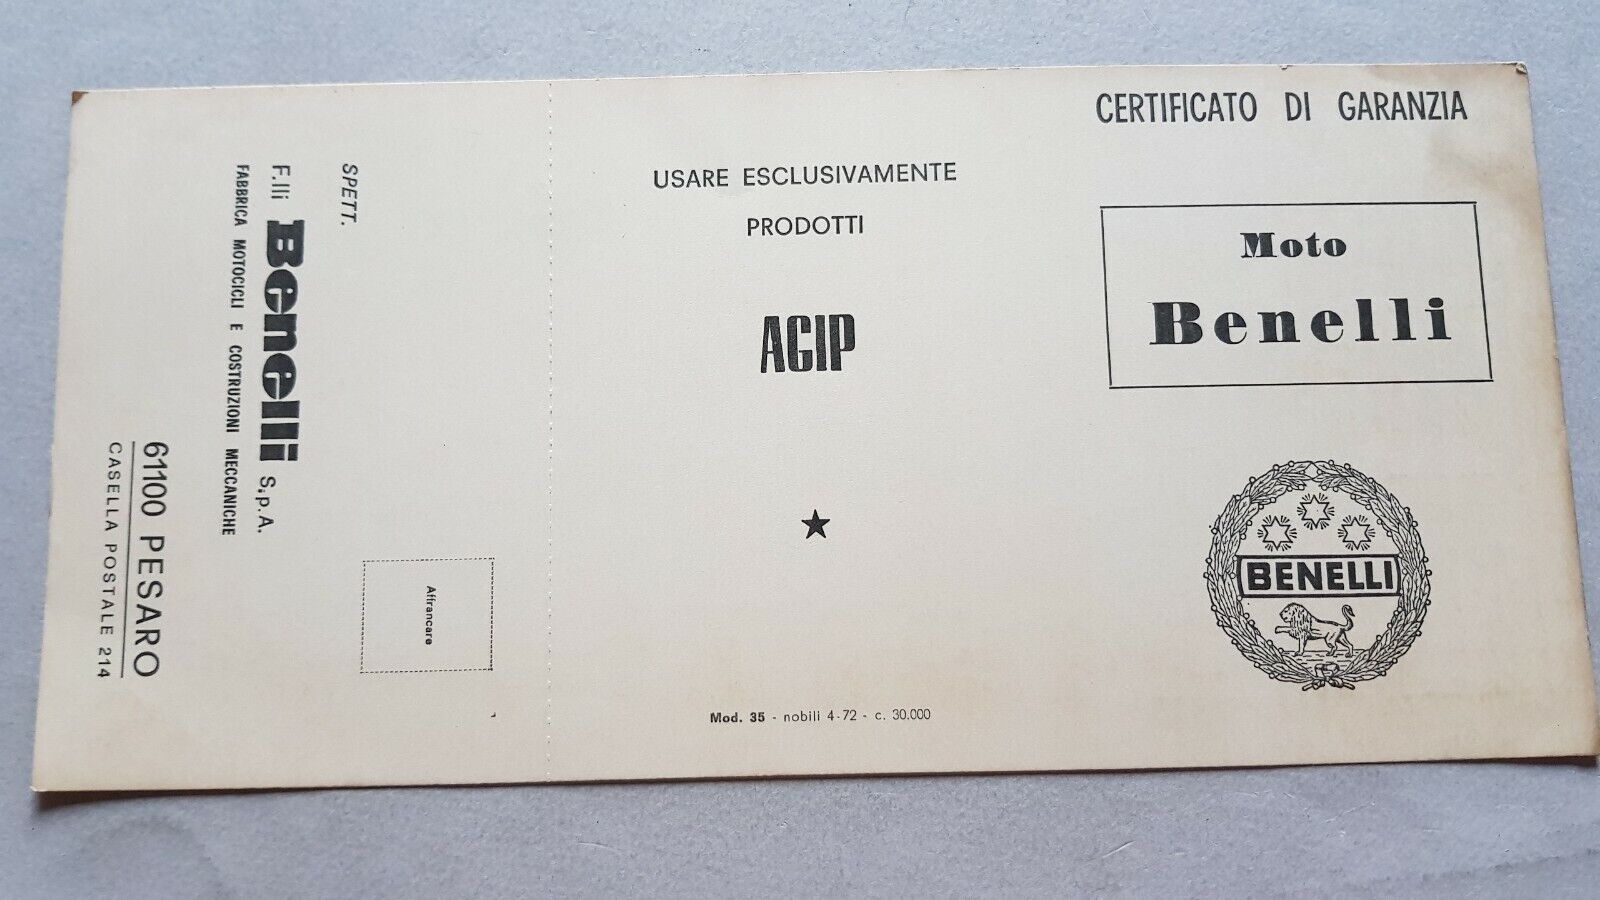 SPETT.
F.lli Benelli S.p.A.
FABBRICA MOTOCICLI E COSTRUZIONI MECCANICHE
61100 PESARO
CASELLA POSTALE 214
Affrancare
USARE ESCLUSIVAMENTE
PRODOTTI
AGIP
Mod. 35 - nobili 4-72 - c. 30.000
CERTIFICATO DI GARANZIA
Moto
Benelli
BENELLI